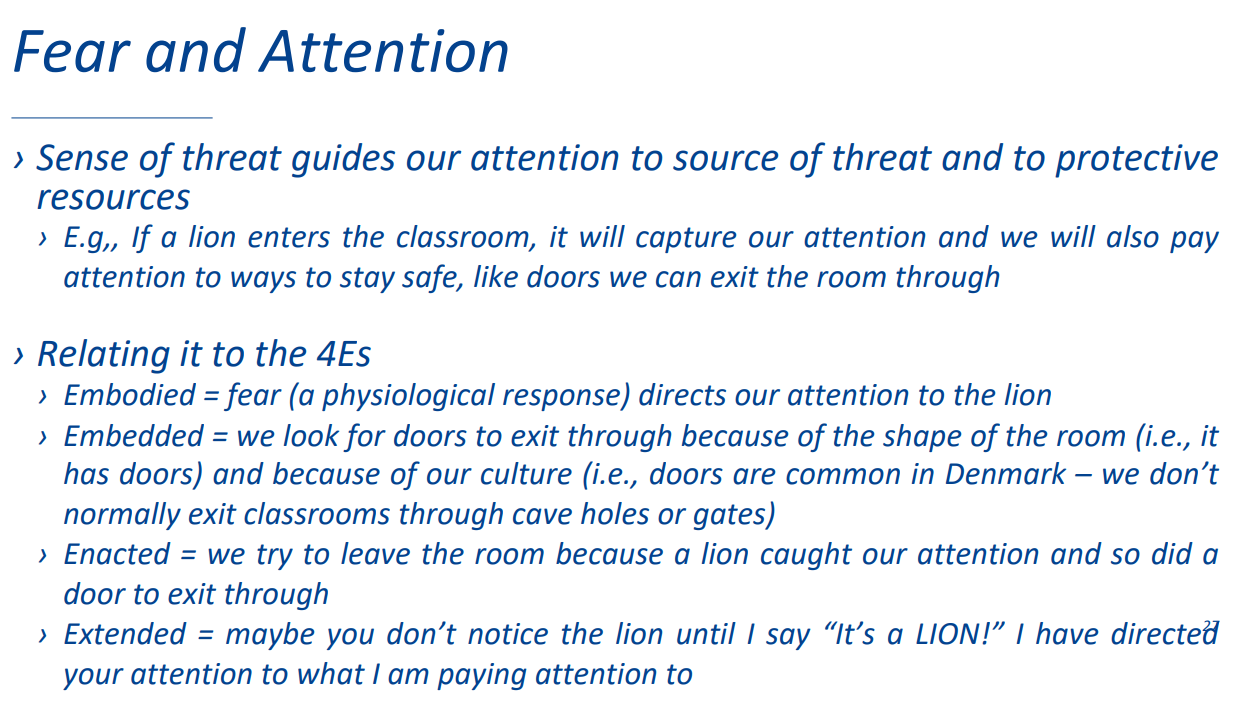 Fear and Attention
› Sense of threat guides our attention to source of threat and to protective
resources
› E.g,, If a lion enters the classroom, it will capture our attention and we will also pay
attention to ways to stay safe, like doors we can exit the room through
› Relating it to the 4Es
› Embodied = fear (a physiological response) directs our attention to the lion
› Embedded = we look for doors to exit through because of the shape of the room (i.e., it
has doors) and because of our culture (i.e., doors are common in Denmark – we don’t
normally exit classrooms through cave holes or gates)
› Enacted = we try to leave the room because a lion caught our attention and so did a
door to exit through
› Extended = maybe you don’t notice the lion until I say “It’s a LION!” I have directed
your attention to what I am paying attention to
27